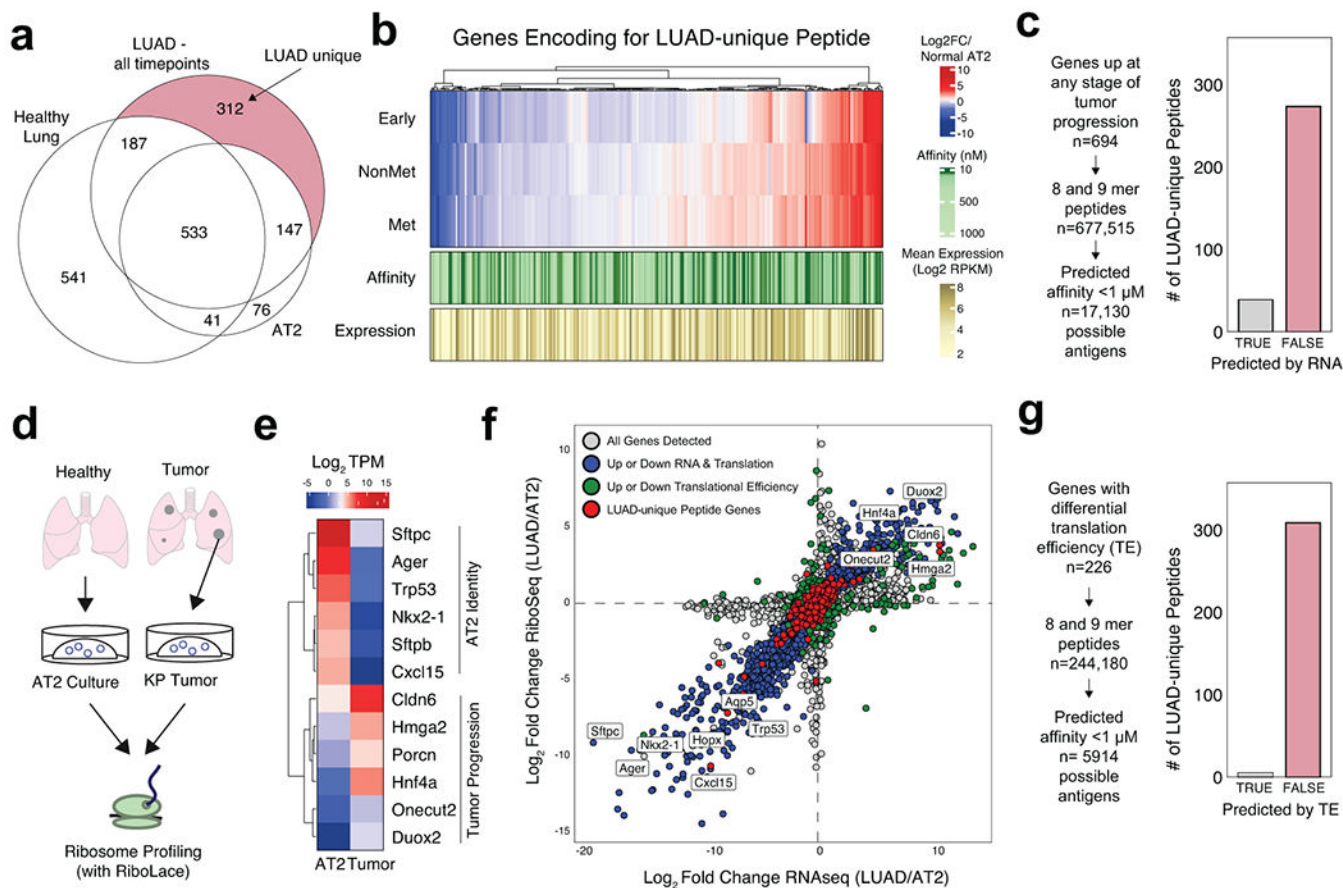 a
LUAD -
all timepoints
LUAD unique
312
Healthy
Lung
187
533
147
541
41
76
AT2
b
Genes Encoding for LUAD-unique Peptide
Log2FC/
Normal AT2
10
5
0
-5
-10
Early
NonMet
Met
Affinity (nM)
10
500
1000
Affinity
Mean Expression
(Log2 RPKM)
8
6
4
2
Expression
c
Genes up at
any stage of
tumor
progression
n=694
8 and 9 mer
peptides
n=677,515
Predicted
affinity <1 µM
n=17,130
possible
antigens
# of LUAD-unique Peptides
300
200
100
0
TRUE FALSE
Predicted by RNA
d
Healthy
Tumor
AT2 Culture
KP Tumor
Ribosome Profiling
(with RiboLace)
e
Log2 TPM
-5 0 5 10 15
Sftpc
Ager
Trp53
Nkx2-1
Sftpb
Cxcl15
Cldn6
Hmga2
Porcn
Hnf4a
Onecut2
Duox2
AT2 Identity
Tumor Progression
AT2 Tumor
f
All Genes Detected
Up or Down RNA & Translation
Up or Down Translational Efficiency
LUAD-unique Peptide Genes
Log2 Fold Change RiboSeq (LUAD/AT2)
10
5
0
-5
-10
-15
Duox2
Hnf4a
Cldn6
Onecut2
Hmga2
Aqp5
Sftpc
Nkx2-1
Hopx
Trp53
Ager
Cxcl15
-20 -10 0 10
Log2 Fold Change RNAseq (LUAD/AT2)
g
Genes with
differential
translation
efficiency (TE)
n=226
8 and 9 mer
peptides
n=244,180
Predicted
affinity <1 µM
n= 5914
possible
antigens
# of LUAD-unique Peptides
300
200
100
0
TRUE FALSE
Predicted by TE